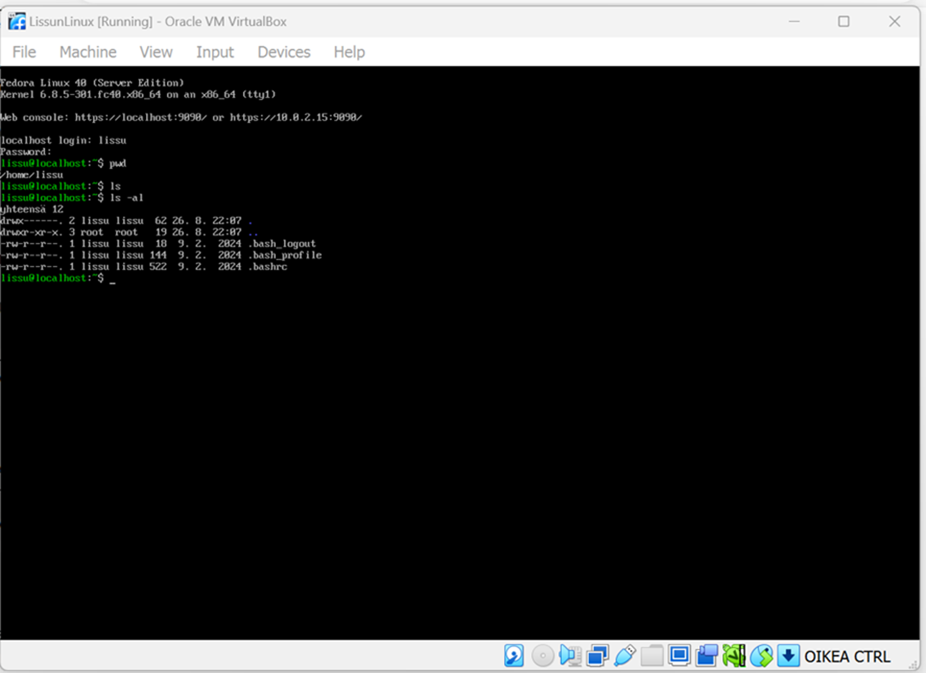 LissunLinux [Running] - Oracle VM VirtualBox
File Machine View Input Devices Help
Fedora Linux 40 (Server Edition)
Kernel 6.8.5-301.fc40.x86_64 on an x86_64 (tty1)
Web console: https://localhost:9090/ or https://10.0.2.15:9090/
localhost login: lissu
Password:
lissu@localhost:~$ pwd
/home/lissu
lissu@localhost:~$ ls
lissu@localhost:~$ ls -al
yhteensä 12
drwx------. 2 lissu lissu  62 26. 8. 22:07 .
drwxr-xr-x. 3 root  root   19 26. 8. 22:07 ..
-rw-r--r--. 1 lissu lissu  18  9. 2.  2024 .bash_logout
-rw-r--r--. 1 lissu lissu 144  9. 2.  2024 .bash_profile
-rw-r--r--. 1 lissu lissu 522  9. 2.  2024 .bashrc
lissu@localhost:~$ _
OIKEA CTRL